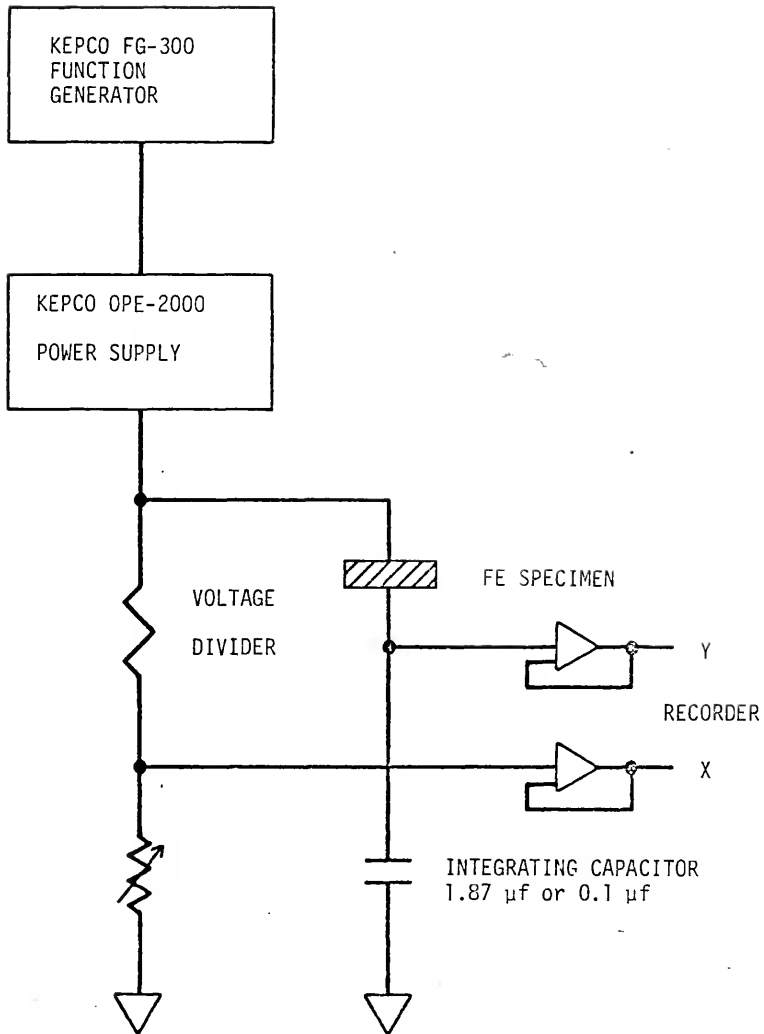 KEPCO FG-300
FUNCTION
GENERATOR
KEPCO OPE-2000
POWER SUPPLY
VOLTAGE
DIVIDER
FE SPECIMEN
Y
RECORDER
X
INTEGRATING CAPACITOR
1.87 μf or 0.1 μf